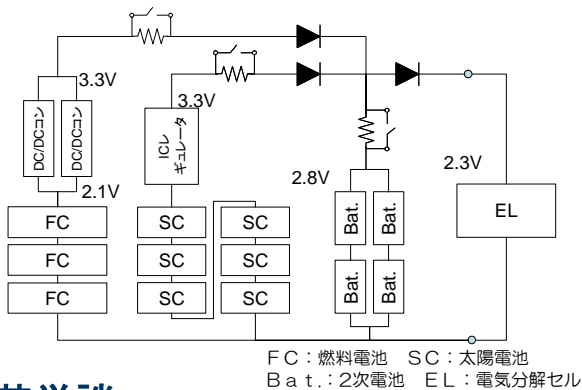 3.3V
DC/DCコン
DC/DCコン
2.1V
FC
FC
FC
3.3V
ICレ
ギュレータ
SC
SC
SC
SC
SC
SC
2.8V
Bat.
Bat.
Bat.
Bat.
2.3V
EL
FC:燃料電池 SC:太陽電池
Bat.:2次電池 EL:電気分解セル